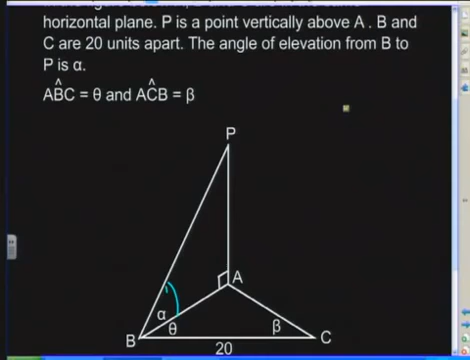 horizontal plane. P is a point vertically above A . B and
C are 20 units apart. The angle of elevation from B to
P is α.
AB̂C = θ and AĈB = β
P
A
α
θ
β
B
C
20